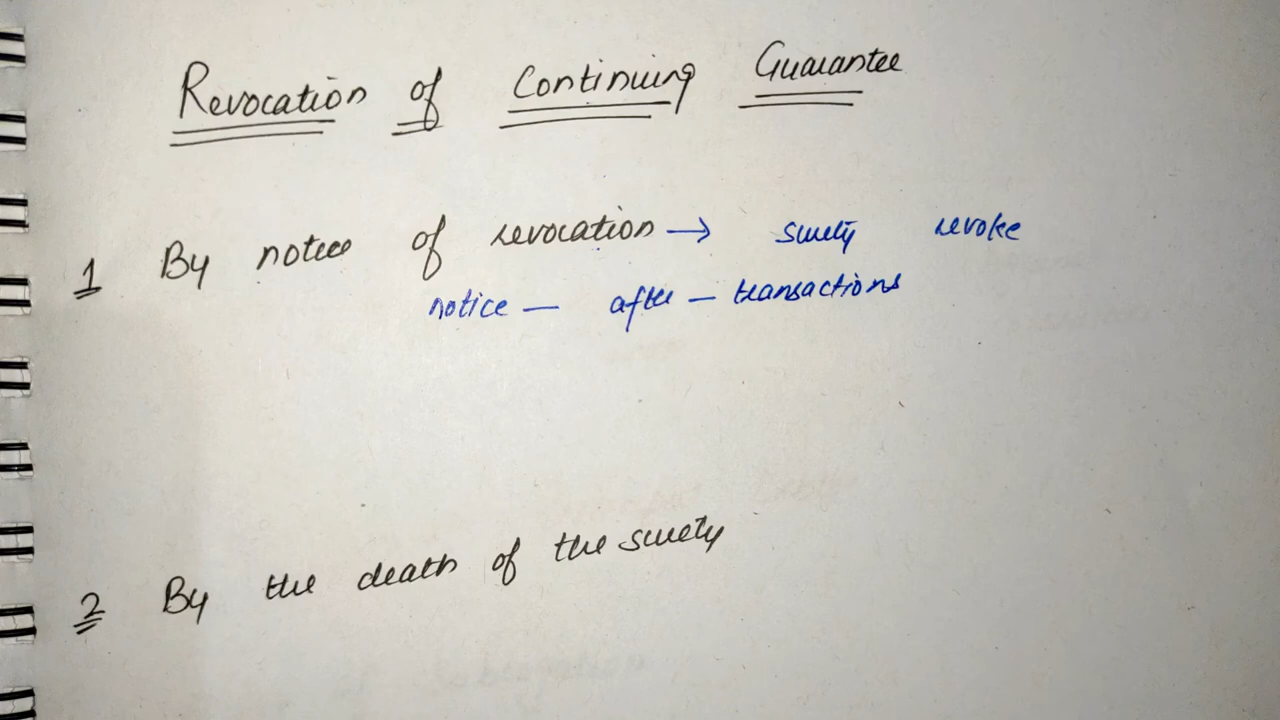 Revocation of Continuing Guarantee
1 By notice of revocation → surety revoke
notice — after — transactions
2 By the death of the surety